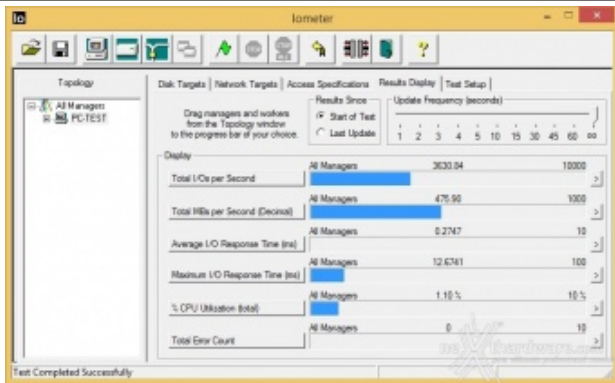 Iometer
Topology
All Managers
PC-TEST
Disk Targets | Network Targets | Access Specifications | Results Display | Test Setup
Drag managers and workers
from the Topology window
to the progress bar of your choice.
Results Since
Start of Test
Last Update
Update Frequency (seconds)
1 2 3 4 5 10 15 30 45 60 oo
Display
All Managers 3630.84 10000
Total I/Os per Second
All Managers 475.90 1000
Total MBs per Second (Decimal)
All Managers 0.2747 10
Average I/O Response Time (ms)
All Managers 12.6741 100
Maximum I/O Response Time (ms)
All Managers 1.10 % 10 %
% CPU Utilization (total)
All Managers 0 10
Total Error Count
Test Completed Successfully